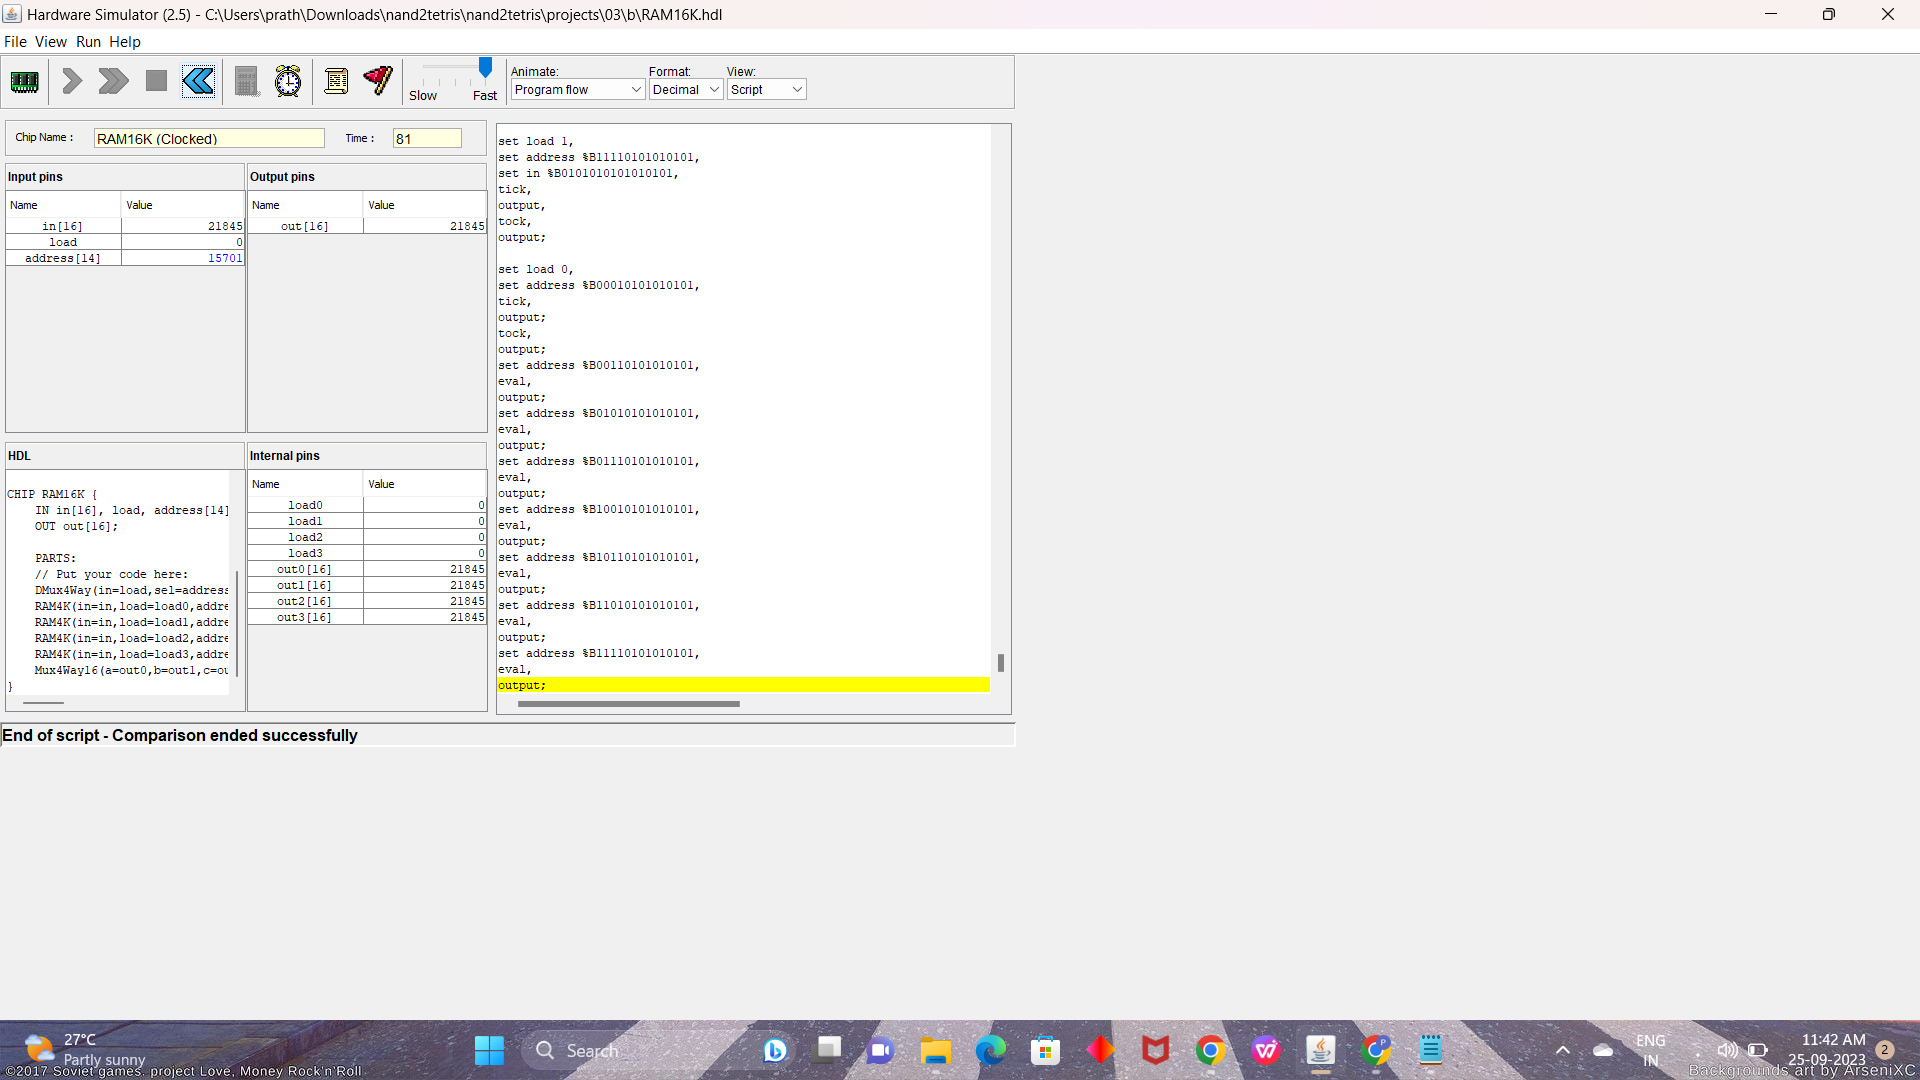 Hardware Simulator (2.5) - C:\Users\prath\Downloads\nand2tetris\nand2tetris\projects\03\b\RAM16K.hdl
File View Run Help
Slow Fast
Animate:
Program flow
Format:
Decimal
View:
Script
Chip Name :
RAM16K (Clocked)
Time :
81
Input pins
Name Value
in[16] 21845
load 0
address[14] 15701
Output pins
Name Value
out[16] 21845
HDL
CHIP RAM16K {
IN in[16], load, address[14]
OUT out[16];
PARTS:
// Put your code here:
DMux4Way(in=load,sel=address
RAM4K(in=in,load=load0,addre
RAM4K(in=in,load=load1,addre
RAM4K(in=in,load=load2,addre
RAM4K(in=in,load=load3,addre
Mux4Way16(a=out0,b=out1,c=ou
}
Internal pins
Name Value
load0 0
load1 0
load2 0
load3 0
out0[16] 21845
out1[16] 21845
out2[16] 21845
out3[16] 21845
set load 1,
set address %B11110101010101,
set in %B0101010101010101,
tick,
output,
tock,
output;
set load 0,
set address %B00010101010101,
tick,
output;
tock,
output;
set address %B00110101010101,
eval,
output;
set address %B01010101010101,
eval,
output;
set address %B01110101010101,
eval,
output;
set address %B10010101010101,
eval,
output;
set address %B10110101010101,
eval,
output;
set address %B11010101010101,
eval,
output;
set address %B11110101010101,
eval,
output;
End of script - Comparison ended successfully
27°C
Partly sunny
©2017 Soviet games, project Love, Money Rock'n'Roll
Search
ENG
IN
11:42 AM
25-09-2023
2
Backgrounds art by ArseniXC